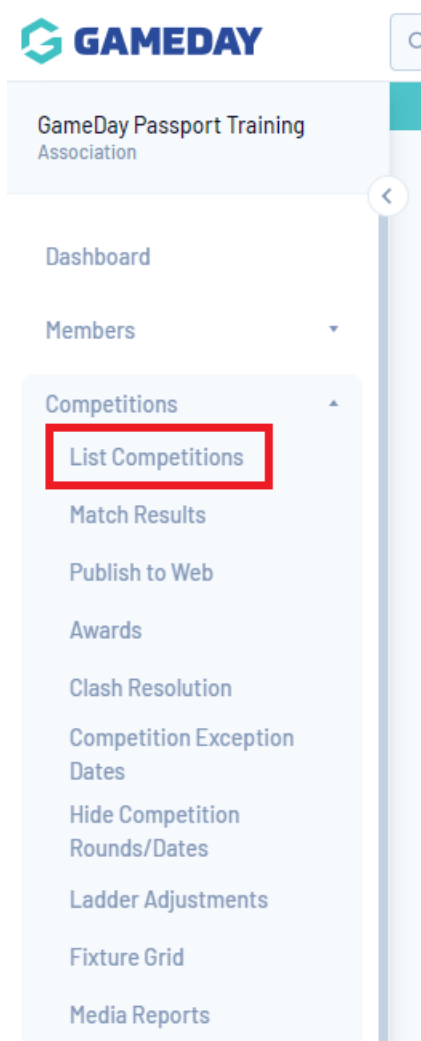 GAMEDAY
GameDay Passport Training
Association
Dashboard
Members
Competitions
List Competitions
Match Results
Publish to Web
Awards
Clash Resolution
Competition Exception
Dates
Hide Competition
Rounds/Dates
Ladder Adjustments
Fixture Grid
Media Reports